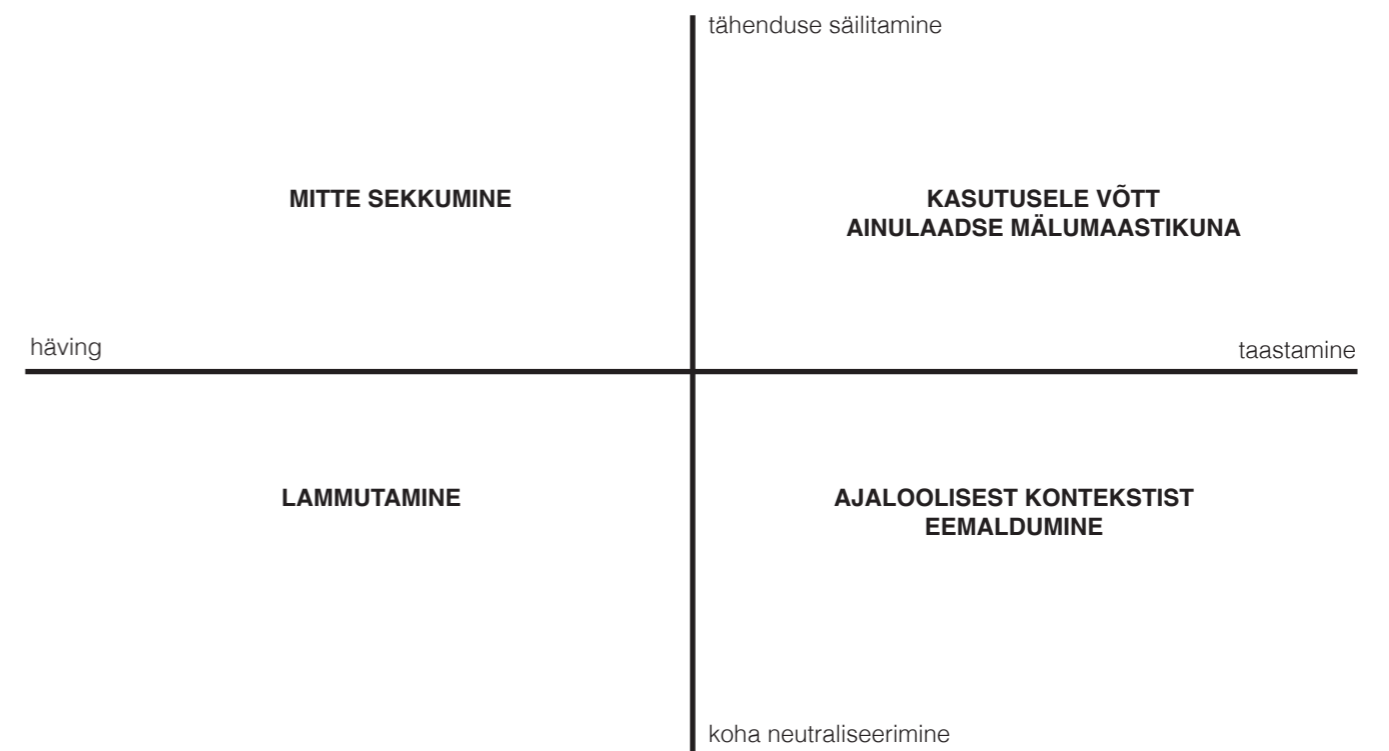 tähenduse säilitamine
MITTE SEKKUMINE
KASUTUSELE VÕTT
AINULAADSE MÄLUMAASTIKUNA
häving
taastamine
LAMMUTAMINE
AJALOOLISEST KONTEKSTIST
EEMALDUMINE
koha neutraliseerimine